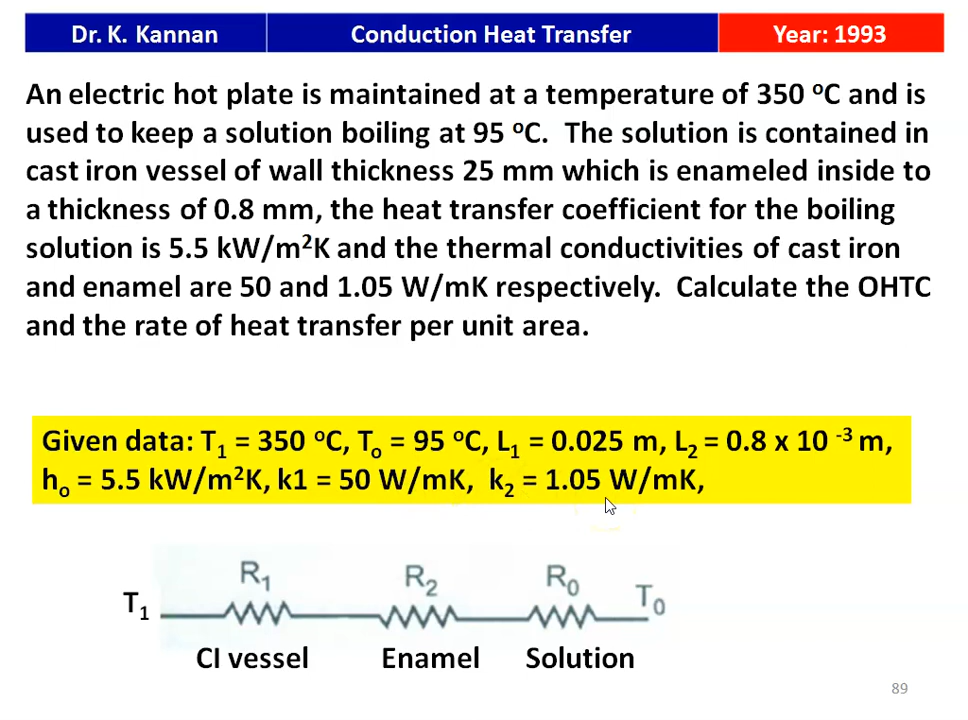 Dr. K. Kannan Conduction Heat Transfer Year: 1993
An electric hot plate is maintained at a temperature of 350 ᵒC and is
used to keep a solution boiling at 95 ᵒC. The solution is contained in
cast iron vessel of wall thickness 25 mm which is enameled inside to
a thickness of 0.8 mm, the heat transfer coefficient for the boiling
solution is 5.5 kW/m²K and the thermal conductivities of cast iron
and enamel are 50 and 1.05 W/mK respectively. Calculate the OHTC
and the rate of heat transfer per unit area.
Given data: T₁ = 350 ᵒC, Tₒ = 95 ᵒC, L₁ = 0.025 m, L₂ = 0.8 x 10 ⁻³ m,
hₒ = 5.5 kW/m²K, k1 = 50 W/mK, k₂ = 1.05 W/mK,
R₁ R₂ R₀
T₁ T₀
CI vessel Enamel Solution
89